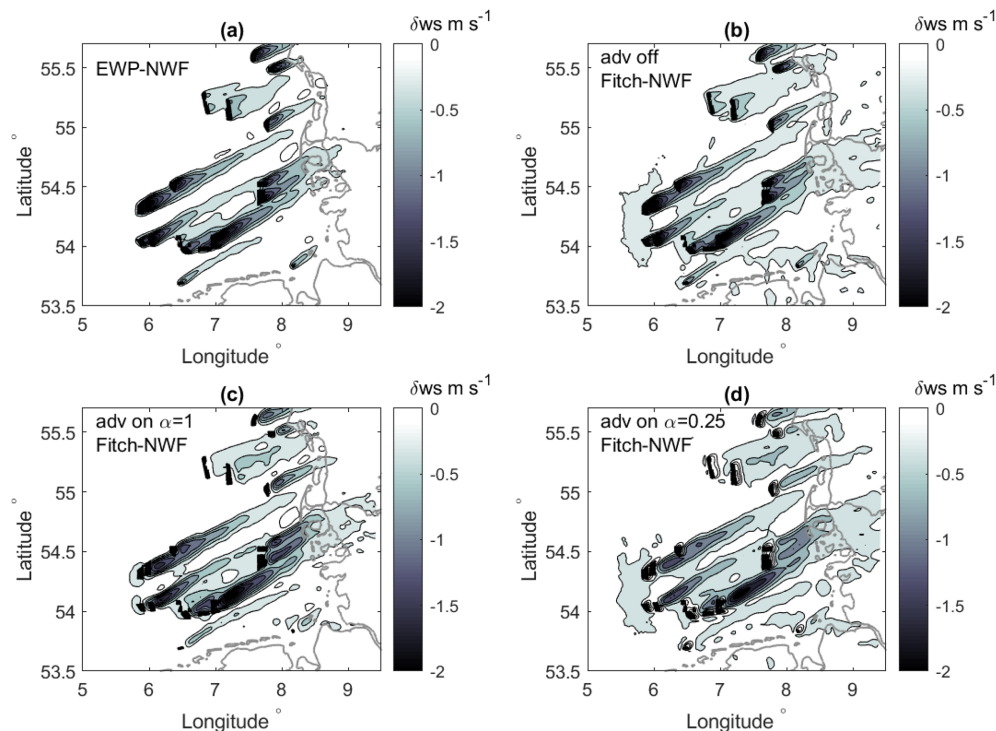 (a)
δws m s⁻¹
EWP-NWF
55.5
55
54.5
54
53.5
Latitude °
5
6
7
8
9
Longitude °
0
-0.5
-1
-1.5
-2
(b)
δws m s⁻¹
adv off
Fitch-NWF
55.5
55
54.5
54
53.5
Latitude °
5
6
7
8
9
Longitude °
0
-0.5
-1
-1.5
-2
(c)
δws m s⁻¹
adv on α=1
Fitch-NWF
55.5
55
54.5
54
53.5
Latitude °
5
6
7
8
9
Longitude °
0
-0.5
-1
-1.5
-2
(d)
δws m s⁻¹
adv on α=0.25
Fitch-NWF
55.5
55
54.5
54
53.5
Latitude °
5
6
7
8
9
Longitude °
0
-0.5
-1
-1.5
-2